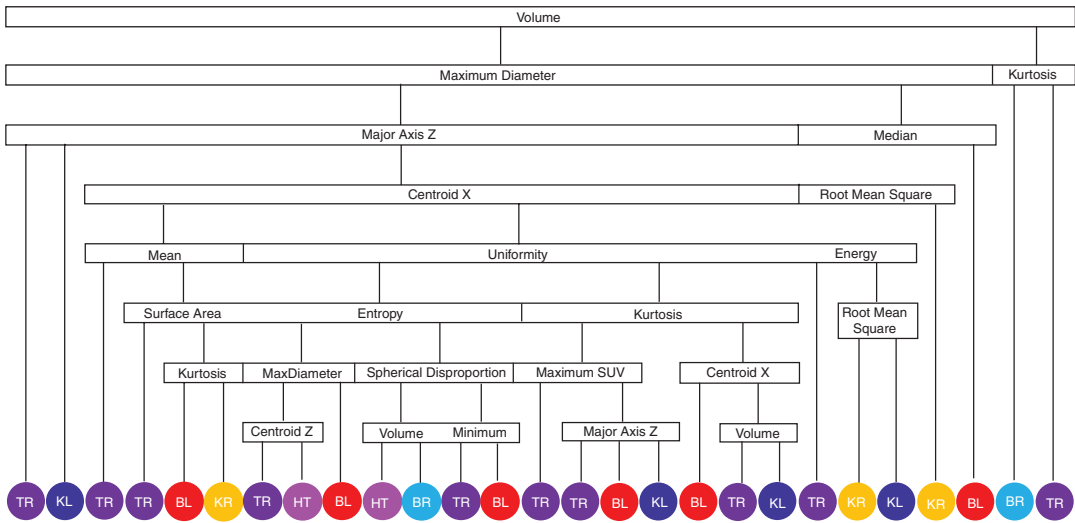 Volume
Maximum Diameter Kurtosis
Major Axis Z Median
Centroid X Root Mean Square
Mean Uniformity Energy
Surface Area Entropy Kurtosis Root Mean
Square
Kurtosis MaxDiameter Spherical Disproportion Maximum SUV Centroid X
Centroid Z Volume Minimum Major Axis Z Volume
TR KL TR TR BL KR TR HT BL HT BR TR BL TR TR BL KL BL TR KL TR KR KL KR BL BR TR